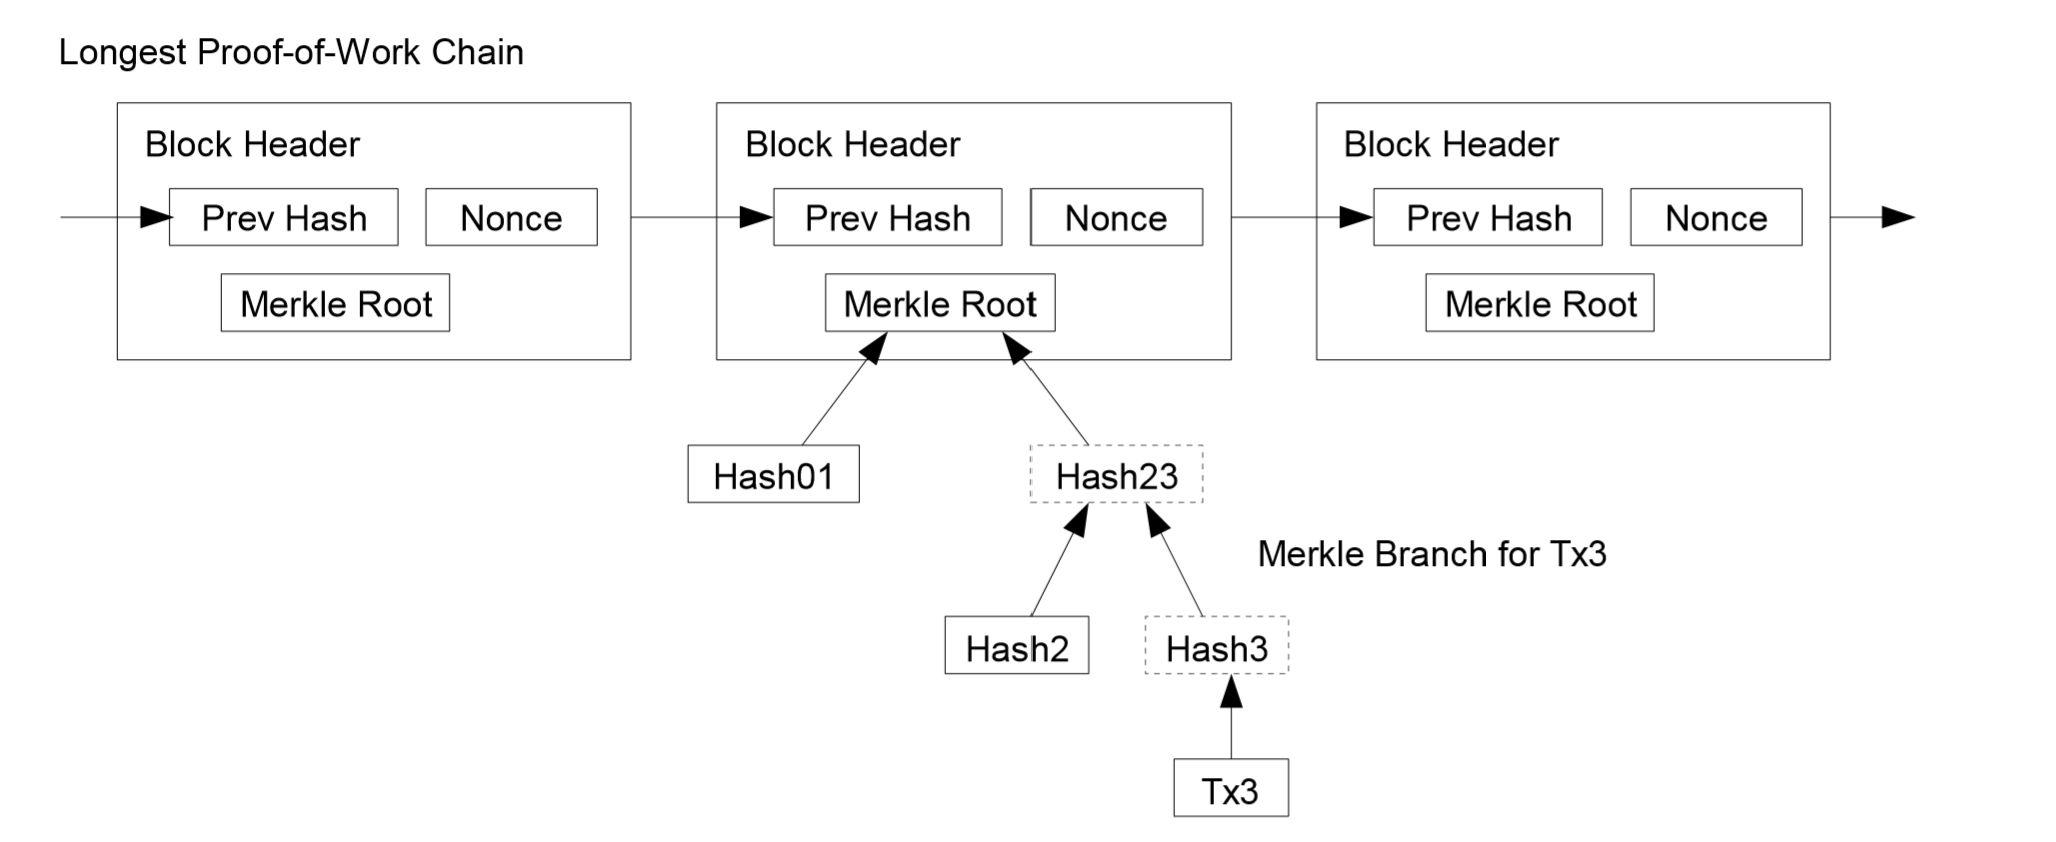 Longest Proof-of-Work Chain
Block Header
Prev Hash
Nonce
Merkle Root
Block Header
Prev Hash
Nonce
Merkle Root
Block Header
Prev Hash
Nonce
Merkle Root
Hash01
Hash23
Merkle Branch for Tx3
Hash2
Hash3
Tx3